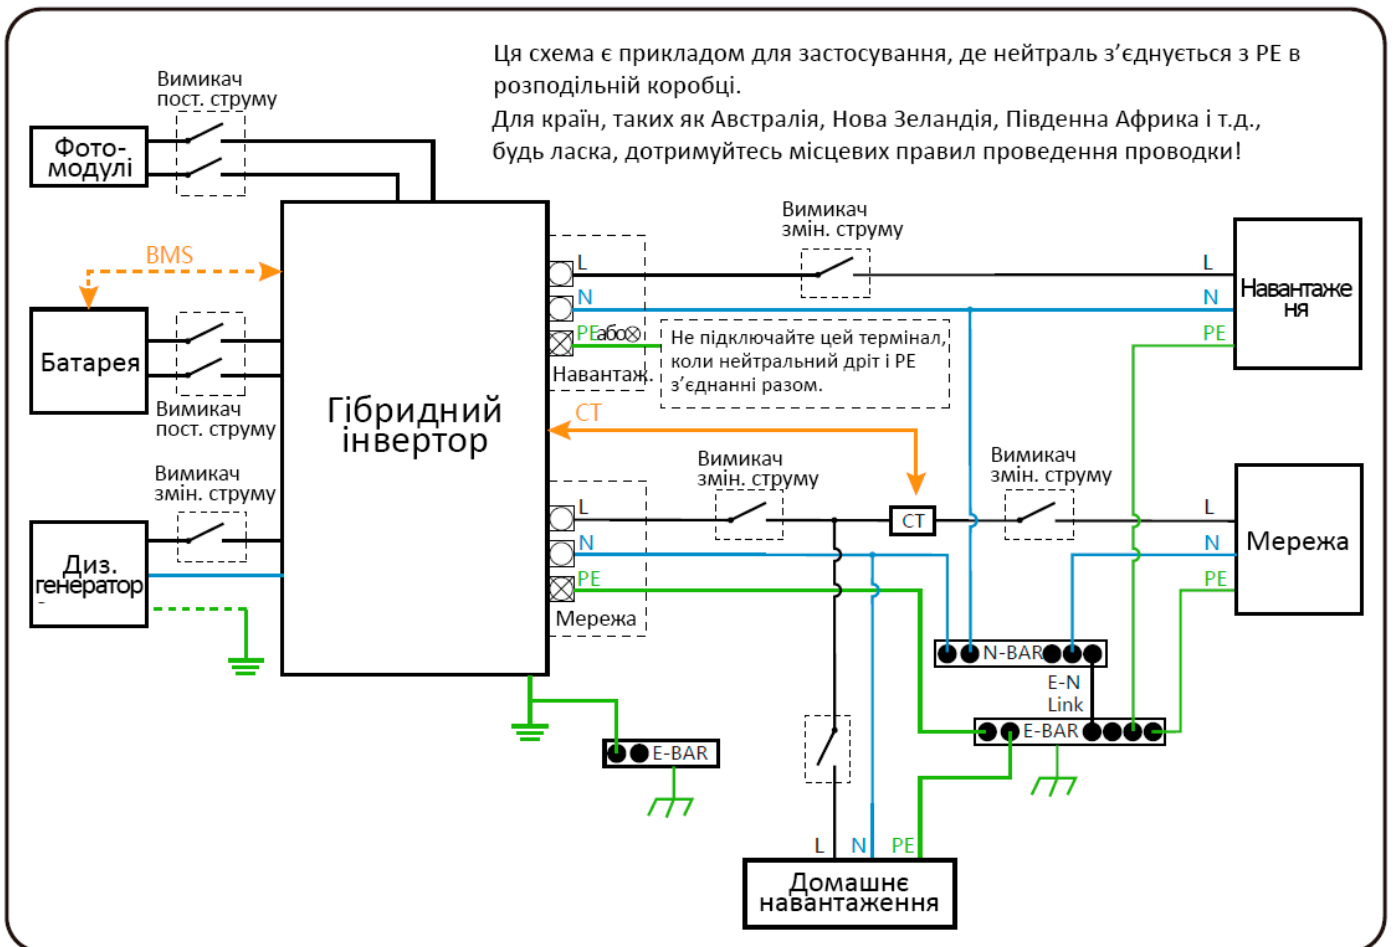 Ця схема є прикладом для застосування, де нейтраль з’єднується з PE в
розподільній коробці.
Для країн, таких як Австралія, Нова Зеландія, Південна Африка і т.д.,
будь ласка, дотримуйтесь місцевих правил проведення проводки!
Вимикач
пост. струму
Фото-
модулі
BMS
Батарея
Вимикач
пост. струму
Вимикач
змін. струму
Диз.
генератор
Гібридний
інвертор
L
N
PE
або
Навантаж.
Не підключайте цей термінал,
коли нейтральний дріт і PE
з’єднанні разом.
Вимикач
змін. струму
L
N
PE
Навантаже
ня
CT
Вимикач
змін. струму
CT
Вимикач
змін. струму
L
N
PE
Мережа
L
N
PE
Мережа
N-BAR
E-N
Link
E-BAR
E-BAR
L
N
PE
Домашнє
навантаження